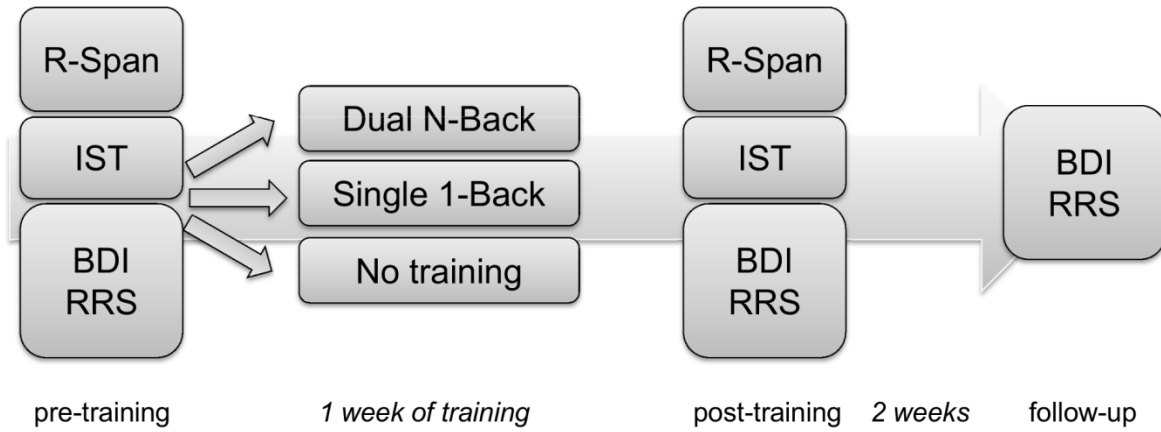 R-Span
IST
BDI
RRS
Dual N-Back
Single 1-Back
No training
R-Span
IST
BDI
RRS
BDI
RRS
pre-training
1 week of training
post-training
2 weeks
follow-up